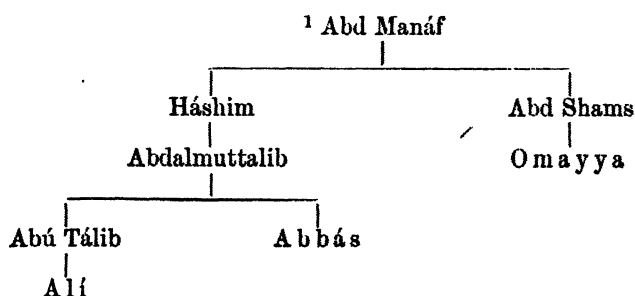 ¹ Abd Manáf
Háshim Abd Shams
Abdalmuttalib Omayya
Abú Tálib Abbás
Alí